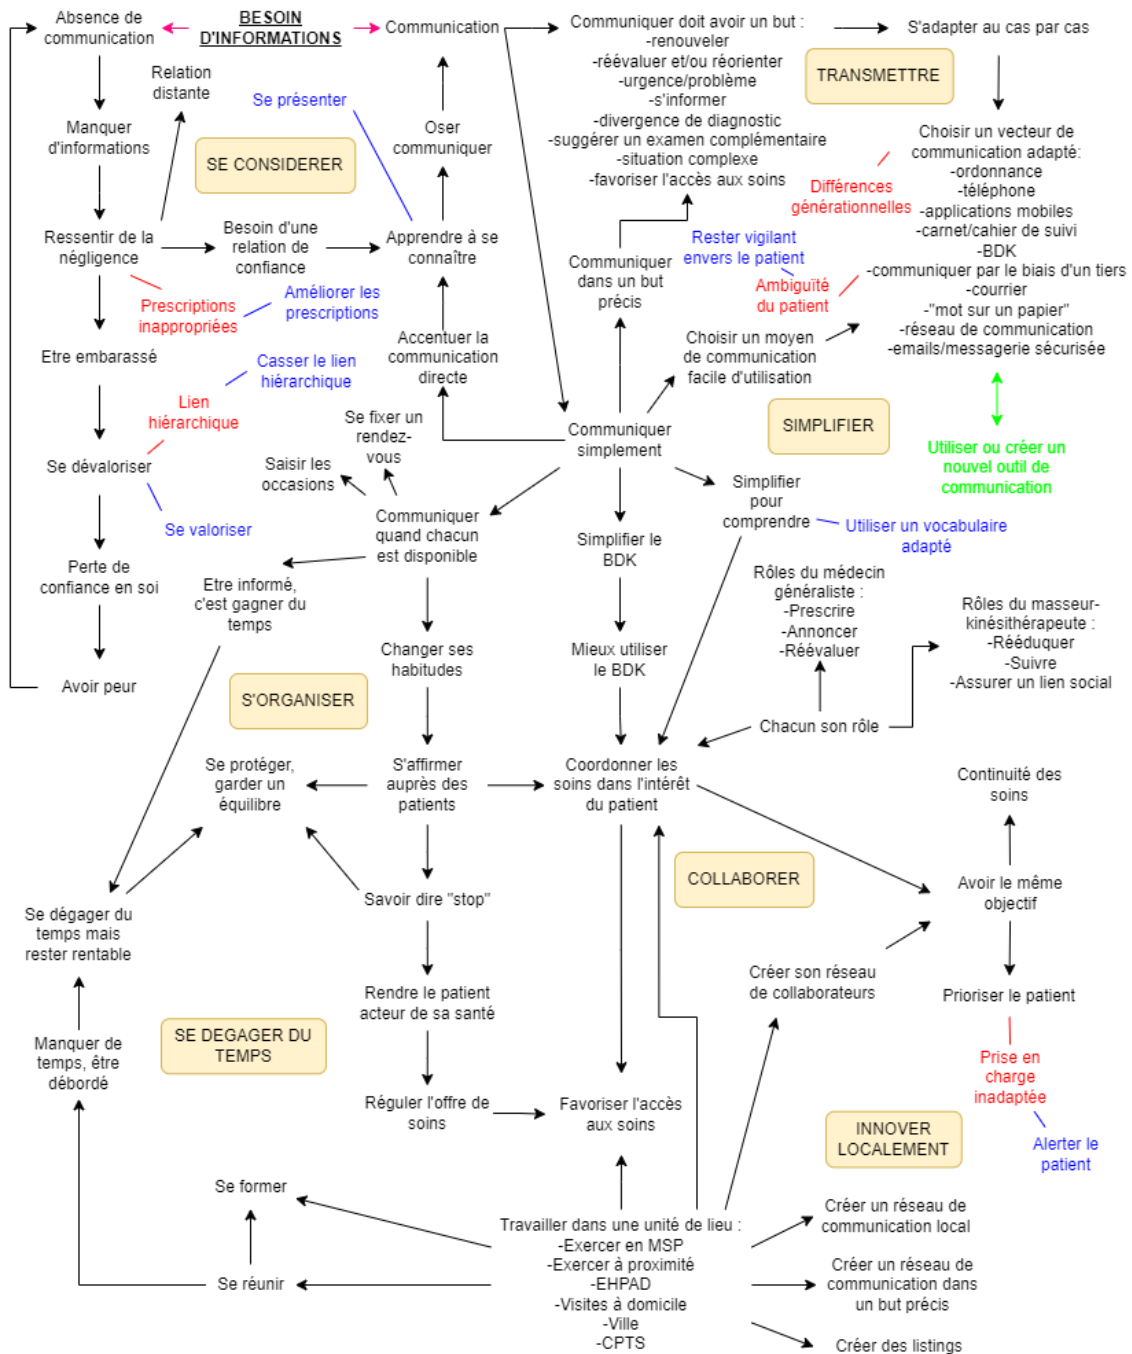 Absence de
communication
BESOIN
D'INFORMATIONS
Communication
Communiquer doit avoir un but :
-renouveler
-réévaluer et/ou réorienter
-urgence/problème
-s'informer
-divergence de diagnostic
-suggérer un examen complémentaire
-situation complexe
-favoriser l'accès aux soins
S'adapter au cas par cas
TRANSMETTRE
Relation
distante
Se présenter
Manquer
d'informations
SE CONSIDERER
Oser
communiquer
Choisir un vecteur de
communication adapté:
-ordonnance
-téléphone
-applications mobiles
-carnet/cahier de suivi
-BDK
-communiquer par le biais d'un tiers
-courrier
-"mot sur un papier"
-réseau de communication
-emails/messagerie sécurisée
Différences
générationnelles
Ressentir de la
négligence
Besoin d'une
relation de
confiance
Apprendre à se
connaître
Rester vigilant
envers le patient
Communiquer
dans un but
précis
Ambiguïté
du patient
Prescriptions
inappropriées
Améliorer les
prescriptions
Etre embarassé
Casser le lien
hiérarchique
Accentuer la
communication
directe
Choisir un moyen
de communication
facile d'utilisation
Lien
hiérarchique
Se fixer un
rendez-
vous
SIMPLIFIER
Communiquer
simplement
Utiliser ou créer un
nouvel outil de
communication
Se dévaloriser
Saisir les
occasions
Simplifier
pour
comprendre
Se valoriser
Communiquer
quand chacun
est disponible
Utiliser un vocabulaire
adapté
Simplifier le
BDK
Perte de
confiance en soi
Etre informé,
c'est gagner du
temps
Rôles du médecin
généraliste :
-Prescrire
-Annoncer
-Réévaluer
Rôles du masseur-
kinésithérapeute :
-Rééduquer
-Suivre
-Assurer un lien social
Changer ses
habitudes
Mieux utiliser
le BDK
Avoir peur
S'ORGANISER
Chacun son rôle
Se protéger,
garder un
équilibre
S'affirmer
auprès des
patients
Coordonner les
soins dans l'intérêt
du patient
Continuité des
soins
COLLABORER
Savoir dire "stop"
Avoir le même
objectif
Se dégager du
temps mais
rester rentable
Créer son réseau
de collaborateurs
Rendre le patient
acteur de sa santé
Prioriser le patient
SE DEGAGER DU
TEMPS
Manquer de
temps, être
débordé
Prise en
charge
inadaptée
Réguler l'offre de
soins
Favoriser l'accès
aux soins
INNOVER
LOCALEMENT
Alerter le
patient
Se former
Créer un réseau de
communication local
Travailler dans une unité de lieu :
-Exercer en MSP
-Exercer à proximité
-EHPAD
-Visites à domicile
-Ville
-CPTS
Se réunir
Créer un réseau de
communication dans
un but précis
Créer des listings